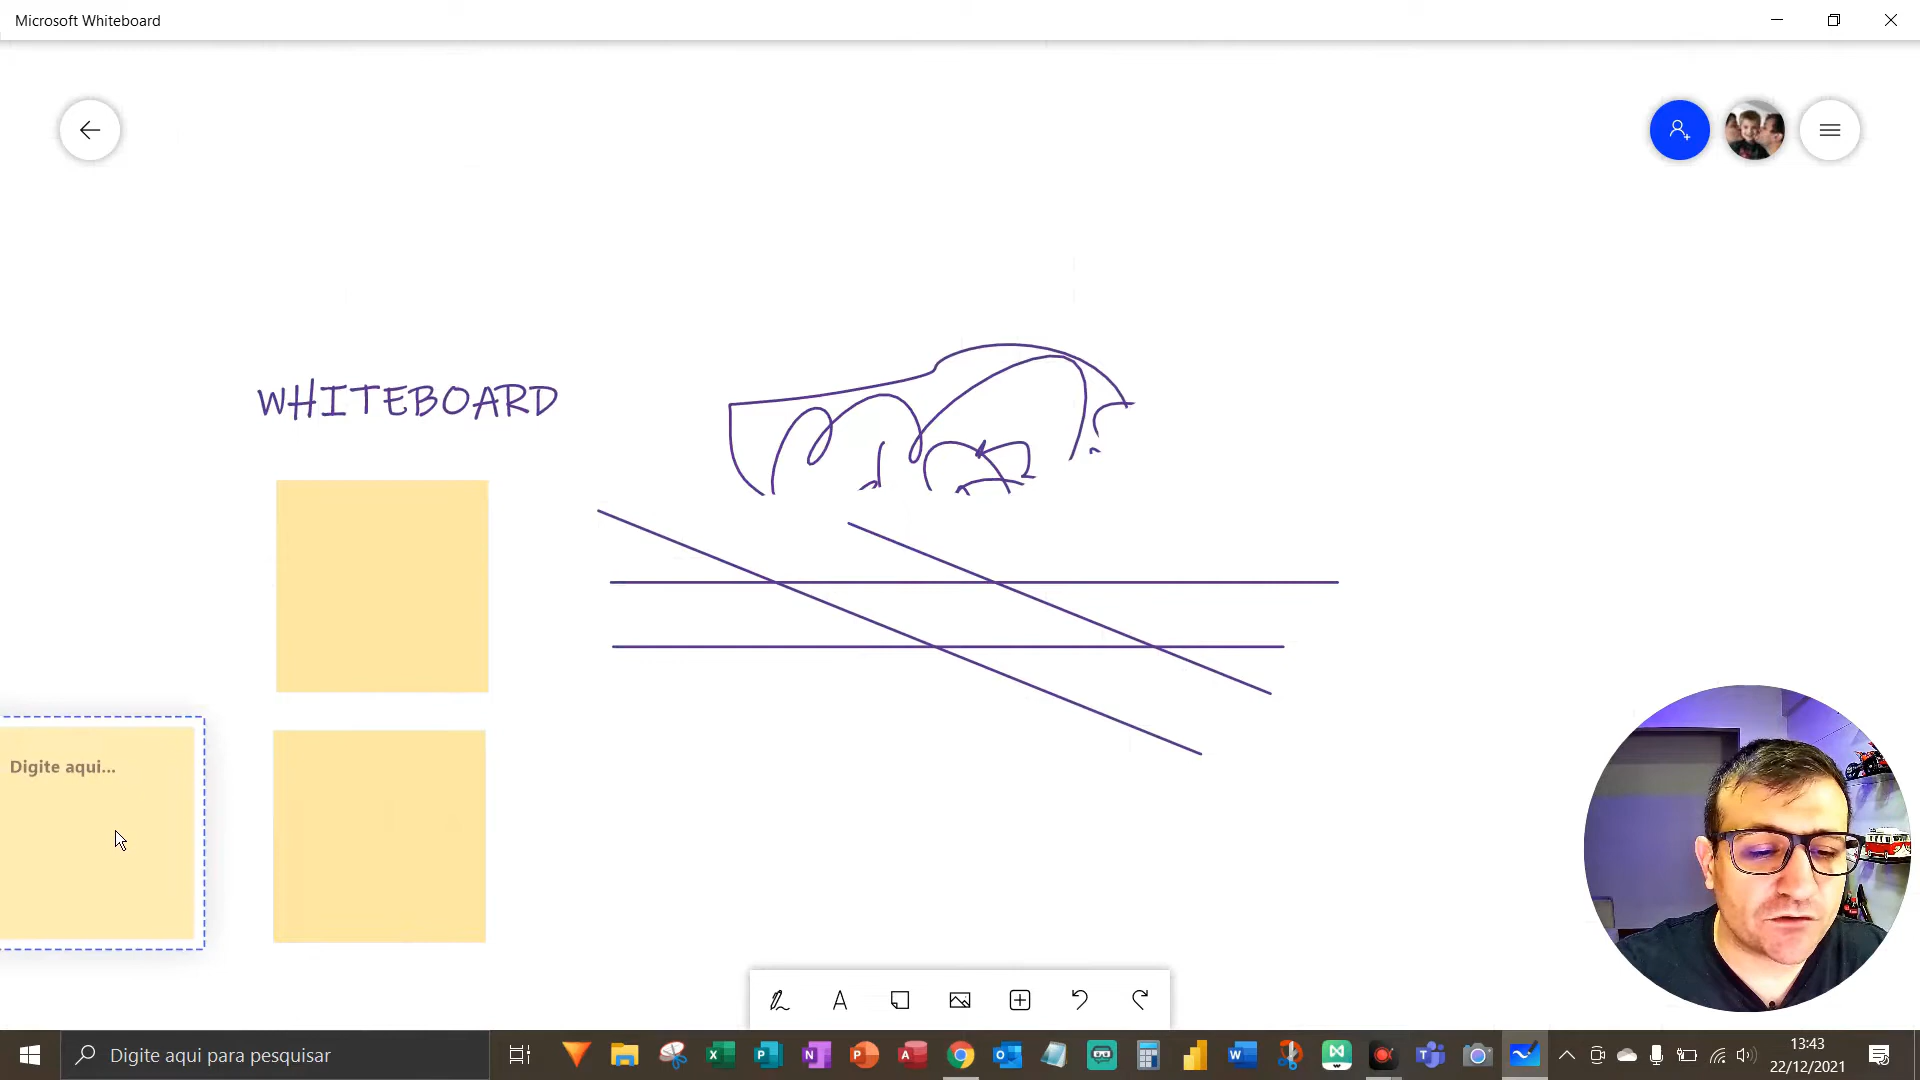 Microsoft Whiteboard
WHITEBOARD
Digite aqui...
Digite aqui para pesquisar
13:43
22/12/2021